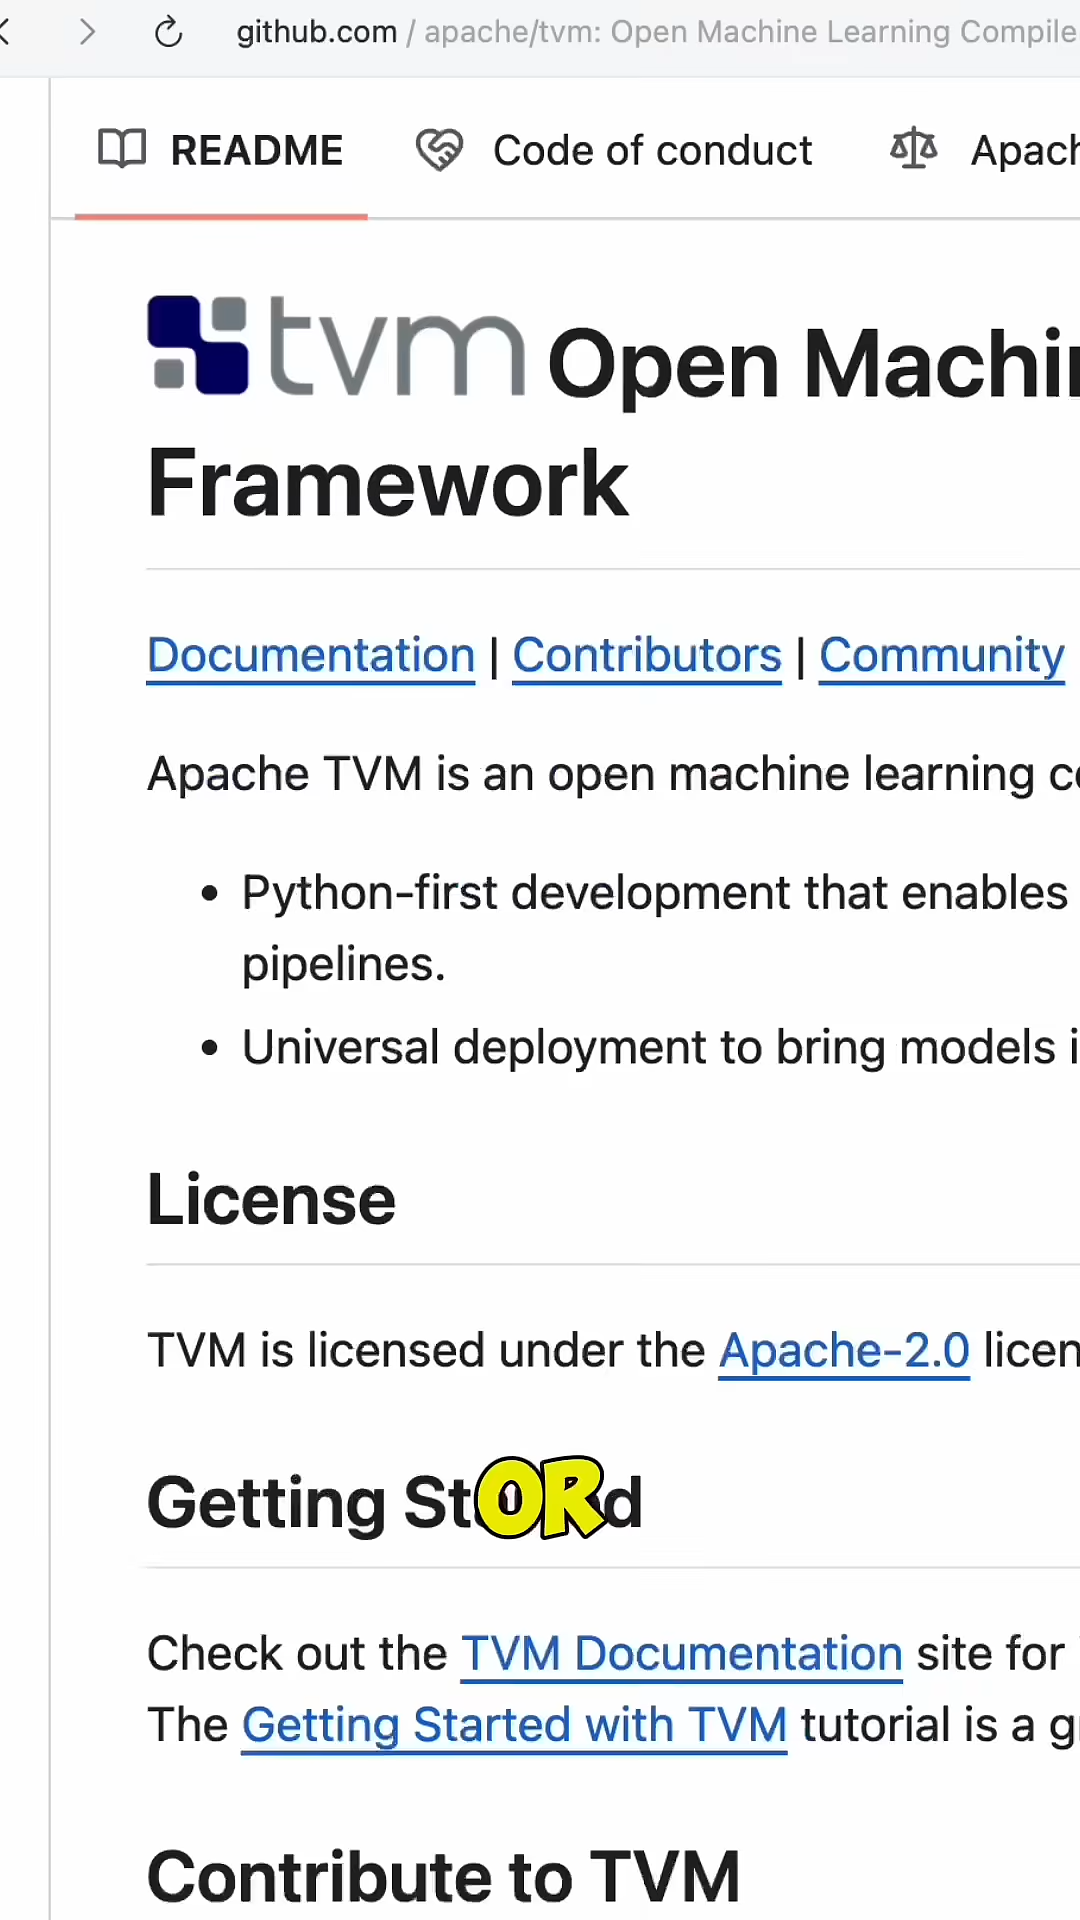 github.com / apache/tvm: Open Machine Learning Compile
README Code of conduct Apach
tvm Open Machin
Framework
Documentation | Contributors | Community
Apache TVM is an open machine learning co
• Python-first development that enables
pipelines.
• Universal deployment to bring models i
License
TVM is licensed under the Apache-2.0 licen
Getting St d
OR
Check out the TVM Documentation site for
The Getting Started with TVM tutorial is a g
Contribute to TVM